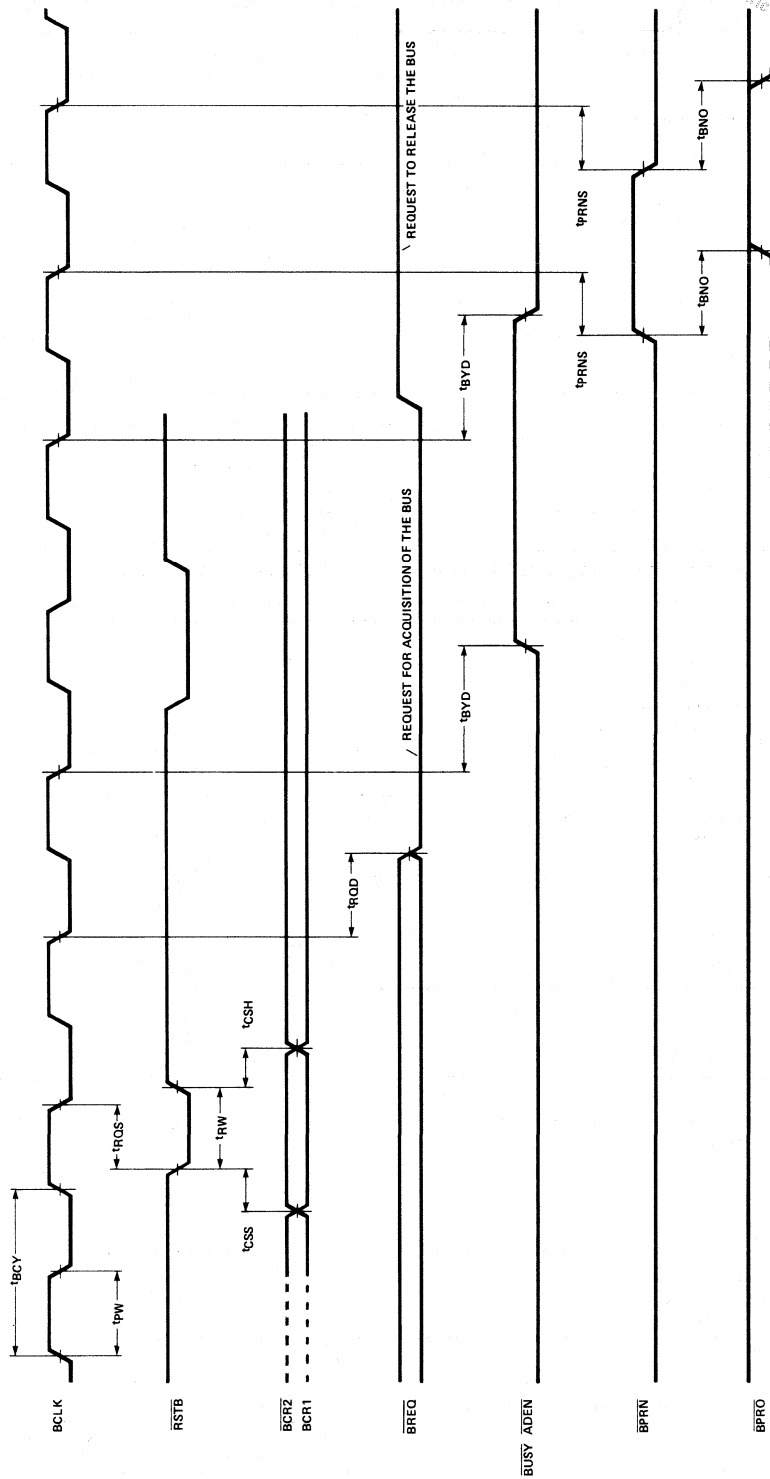 BCLK
tBCY
tPW
tRQS
RSTB
tRW
tCSS
tCSH
BCR2
BCR1
tRQD
BREQ
REQUEST FOR ACQUISITION OF THE BUS
REQUEST TO RELEASE THE BUS
tBYD
tBYD
BUSY ADEN
tPRNS
tPRNS
BPRN
tBNO
tBNO
BPRO